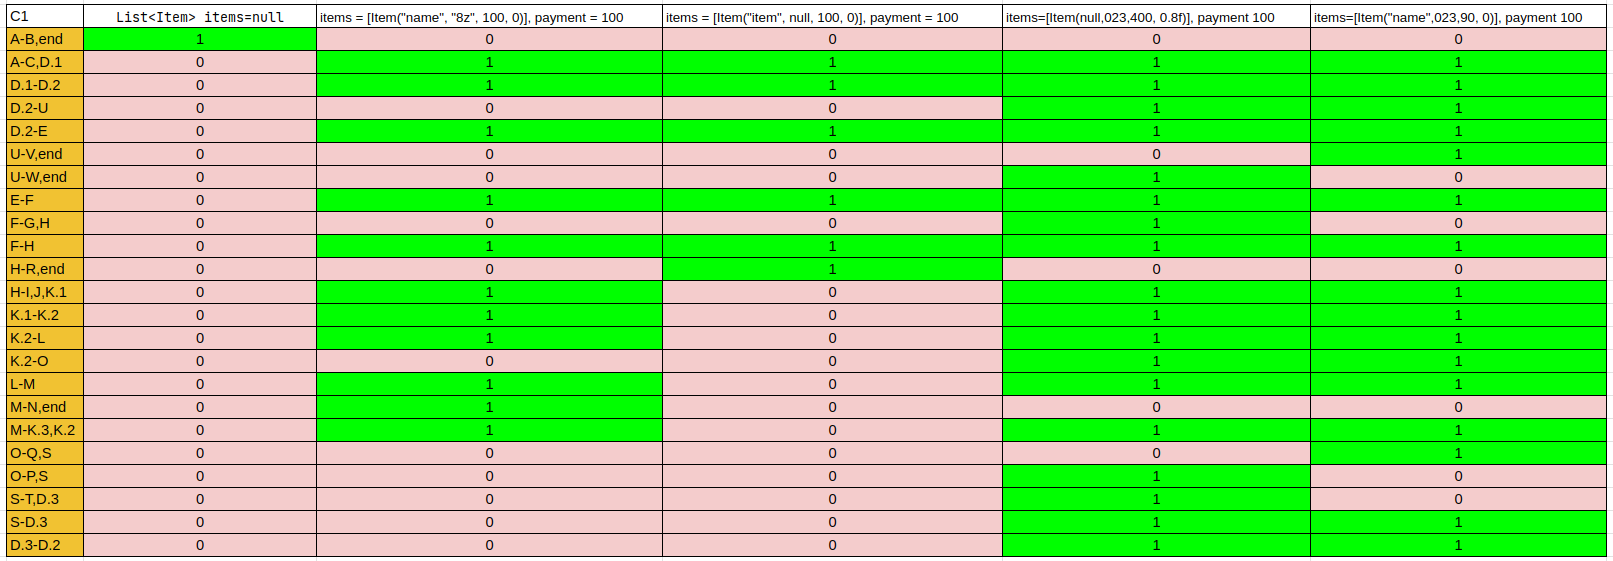 C1 List<Item> items=null items = [Item("name", "8z", 100, 0)], payment = 100 items = [Item("item", null, 100, 0)], payment = 100 items=[Item(null,023,400, 0.8f)], payment 100 items=[Item("name",023,90, 0)], payment 100
A-B,end 1 0 0 0 0
A-C,D.1 0 1 1 1 1
D.1-D.2 0 1 1 1 1
D.2-U 0 0 0 1 1
D.2-E 0 1 1 1 1
U-V,end 0 0 0 0 1
U-W,end 0 0 0 1 0
E-F 0 1 1 1 1
F-G,H 0 0 0 1 0
F-H 0 1 1 1 1
H-R,end 0 0 1 0 0
H-I,J,K.1 0 1 0 1 1
K.1-K.2 0 1 0 1 1
K.2-L 0 1 0 1 1
K.2-O 0 0 0 1 1
L-M 0 1 0 1 1
M-N,end 0 1 0 0 0
M-K.3,K.2 0 1 0 1 1
O-Q,S 0 0 0 0 1
O-P,S 0 0 0 1 0
S-T,D.3 0 0 0 1 0
S-D.3 0 0 0 1 1
D.3-D.2 0 0 0 1 1